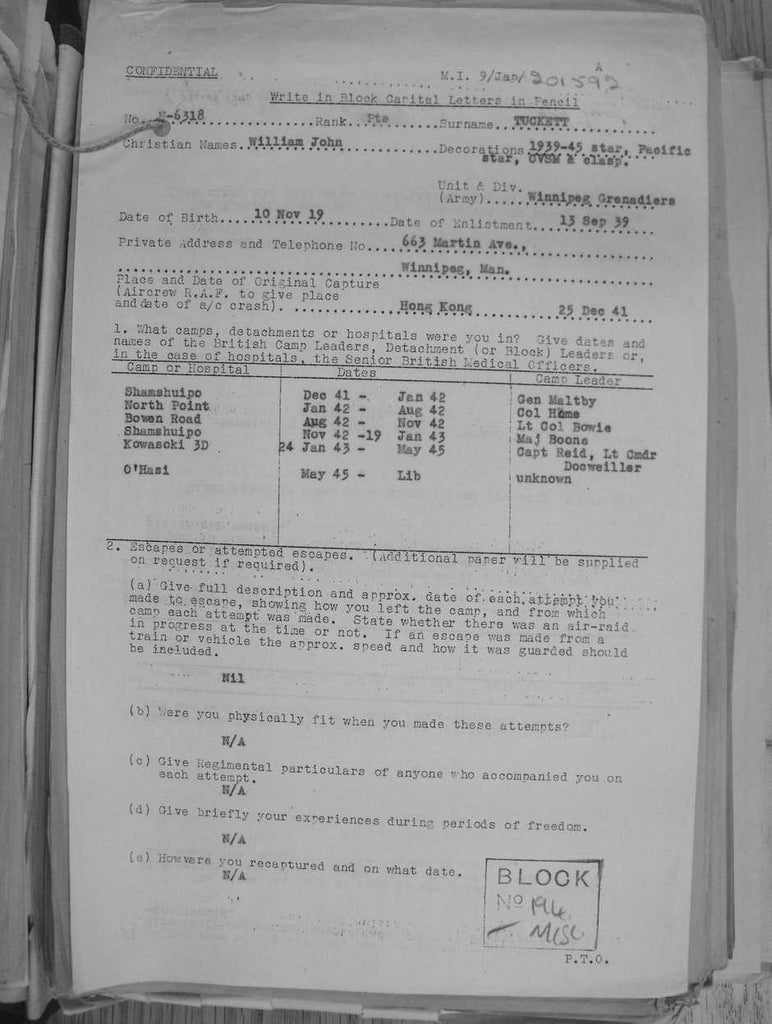 CONFIDENTIAL
M.I. 9/Jap/ A 201592
Write in Block Capital Letters in Pencil
No. H-6318 Rank. Pte Surname. TUCKETT
Christian Names. William John Decorations 1939-45 star, Pacific
star, CVSM & clasp.
Unit & Div.
(Army) Winnipeg Grenadiers
Date of Birth. 10 Nov 19 Date of Enlistment. 13 Sep 39
Private Address and Telephone No. 663 Martin Ave.,
Winnipeg, Man.
Place and Date of Original Capture
(Aircrew R.A.F. to give place
and date of a/c crash). Hong Kong 25 Dec 41
1. What camps, detachments or hospitals were you in? Give dates and
names of the British Camp Leaders, Detachment (or Block) Leaders or,
in the case of hospitals, the Senior British Medical Officers.
Camp or Hospital Dates Camp Leader
Shamshuipo Dec 41 - Jan 42 Gen Maltby
North Point Jan 42 - Aug 42 Col Home
Bowen Road Aug 42 - Nov 42 Lt Col Bowie
Shamshuipo Nov 42 -19 Jan 43 Maj Boone
Kowasoki 3D 24 Jan 43 - May 45 Capt Reid, Lt Cmdr
Docweiller
O'Hasi May 45 - Lib unknown
2. Escapes or attempted escapes. (Additional paper will be supplied
on request if required).
(a) Give full description and approx. date of each attempt you
made to escape, showing how you left the camp, and from which
camp each attempt was made. State whether there was an air-raid
in progress at the time or not. If an escape was made from a
train or vehicle the approx. speed and how it was guarded should
be included.
Nil
(b) Were you physically fit when you made these attempts?
N/A
(c) Give Regimental particulars of anyone who accompanied you on
each attempt.
N/A
(d) Give briefly your experiences during periods of freedom.
N/A
(e) How were you recaptured and on what date.
N/A
BLOCK
No 194
MISC
P.T.O.